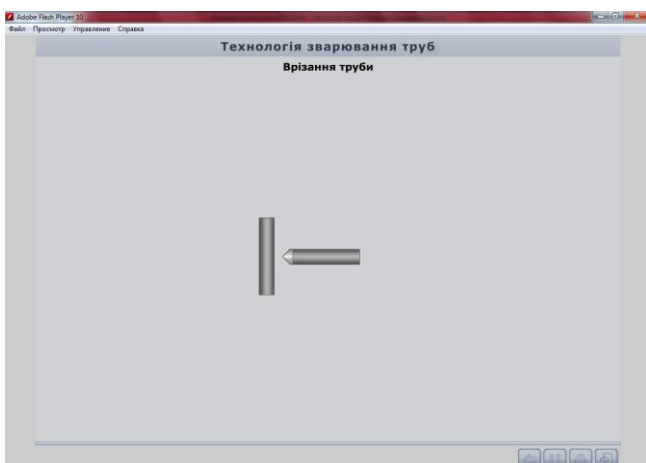 Adobe Flash Player 10
Файл Просмотр Управление Справка
Технологія зварювання труб
Врізання труби